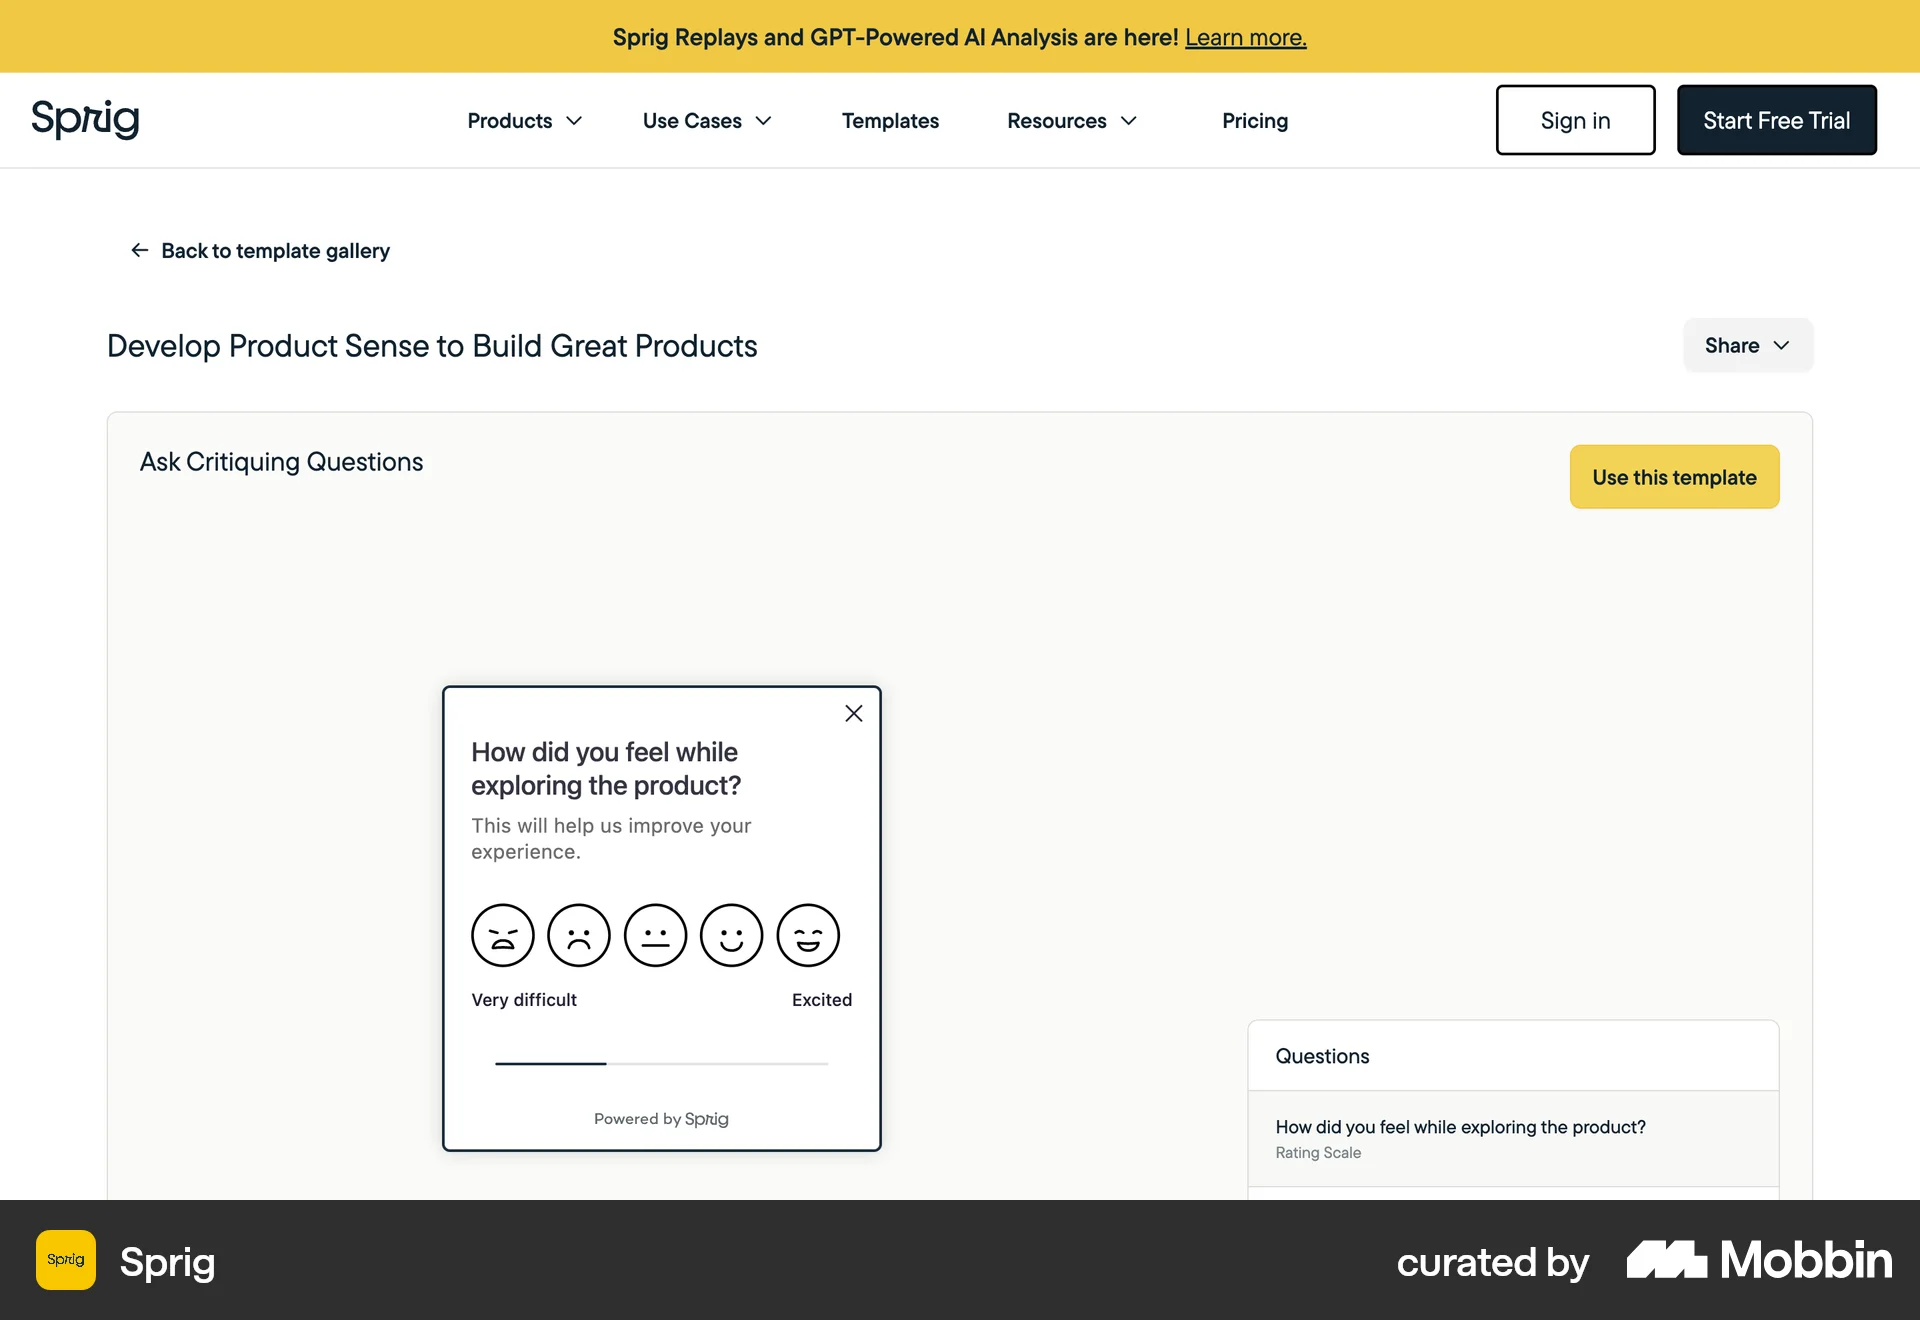 Sprig Replays and GPT-Powered AI Analysis are here! Learn more.
Sprig
Products
Use Cases
Templates
Resources
Pricing
Sign in
Start Free Trial
Back to template gallery
Develop Product Sense to Build Great Products
Share
Ask Critiquing Questions
Use this template
How did you feel while
exploring the product?
This will help us improve your
experience.
Very difficult
Excited
Powered by Sprig
Questions
How did you feel while exploring the product?
Rating Scale
Sprig
Sprig
curated by
Mobbin